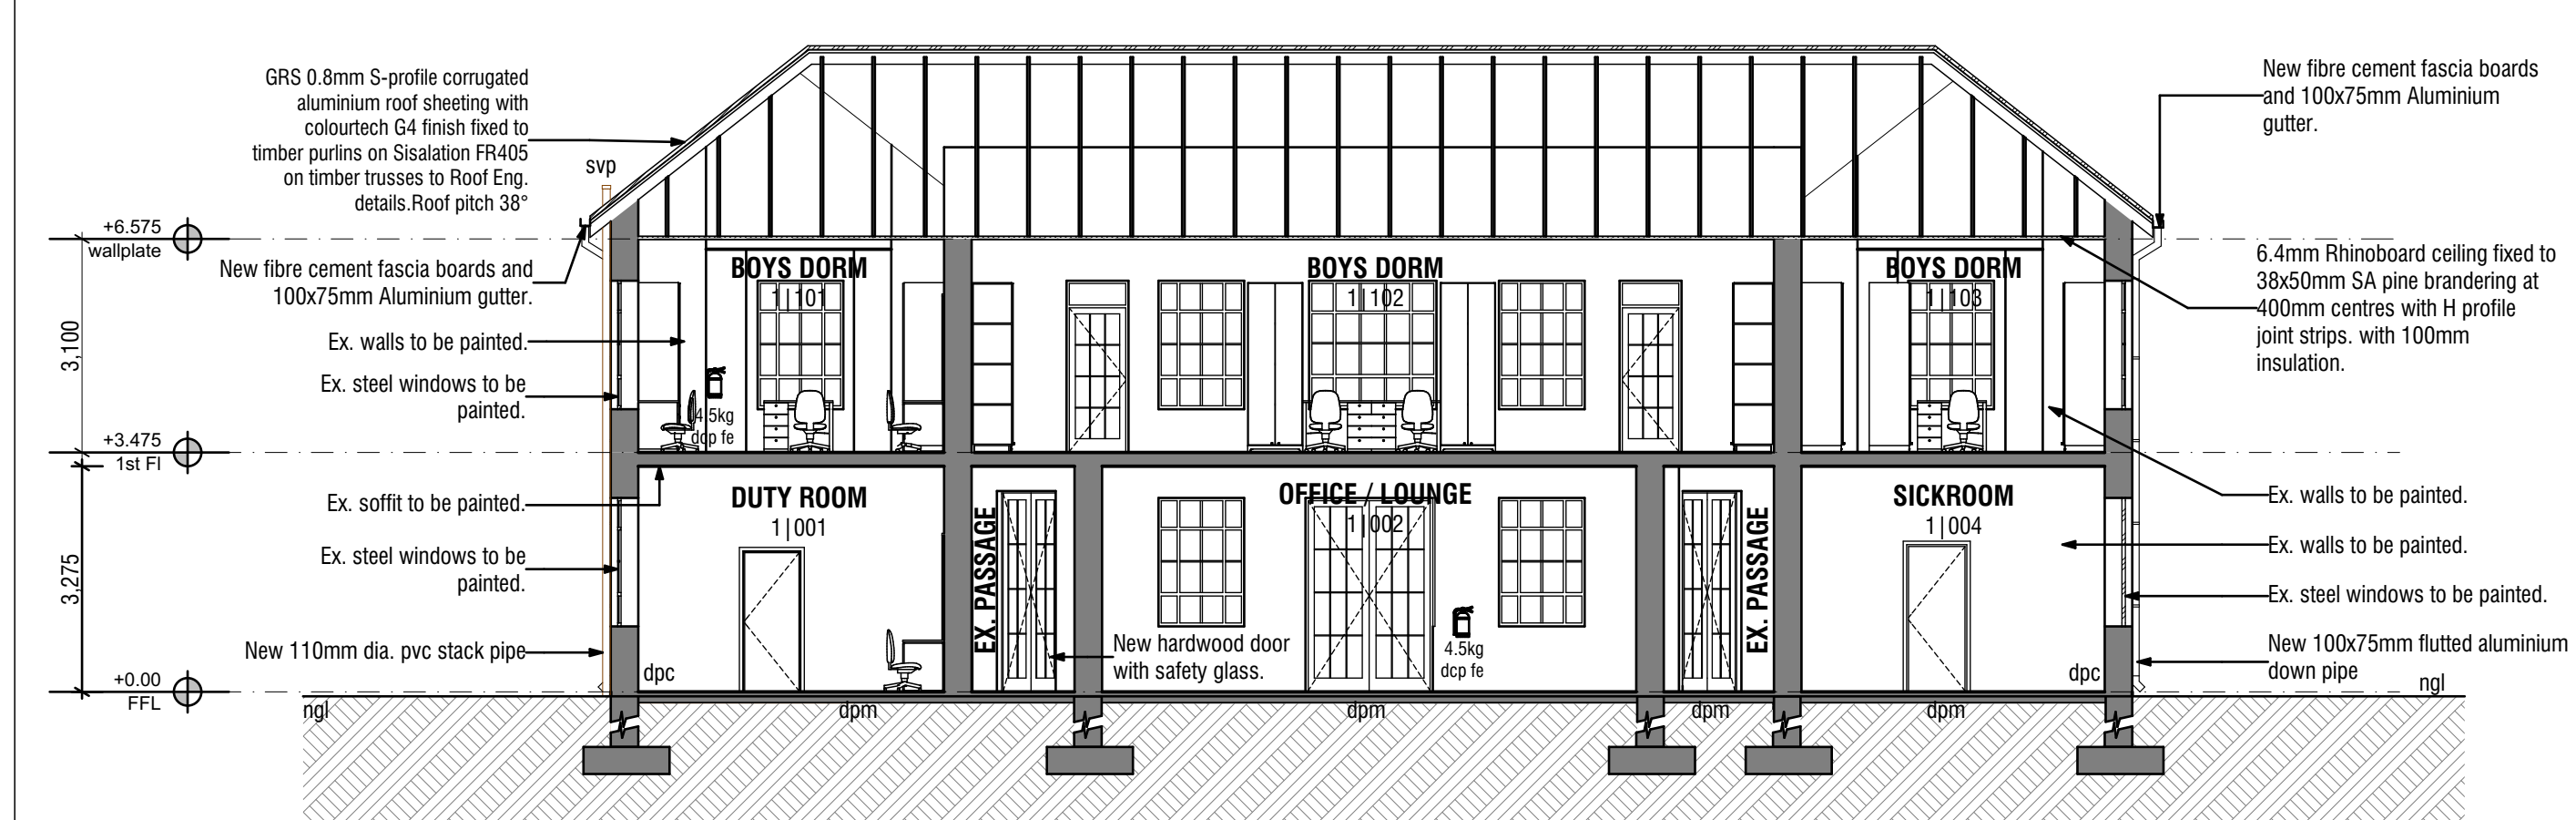 GRS 0.8mm S-profile corrugated
aluminium roof sheeting with
colourtech G4 finish fixed to
timber purlins on Sisalation FR405
on timber trusses to Roof Eng.
details.Roof pitch 38°
svp
New fibre cement fascia boards
and 100x75mm Aluminium
gutter.
+6.575
wallplate
New fibre cement fascia boards and
100x75mm Aluminium gutter.
6.4mm Rhinoboard ceiling fixed to
38x50mm SA pine brandering at
400mm centres with H profile
joint strips. with 100mm
insulation.
BOYS DORM
1|101
BOYS DORM
1|102
BOYS DORM
1|103
3,100
Ex. walls to be painted.
Ex. steel windows to be
painted.
4.5kg
dcp fe
+3.475
1st Fl
Ex. soffit to be painted.
DUTY ROOM
1|001
EX. PASSAGE
OFFICE / LOUNGE
1|002
EX. PASSAGE
SICKROOM
1|004
Ex. walls to be painted.
Ex. walls to be painted.
Ex. steel windows to be painted.
3,275
Ex. steel windows to be
painted.
New 110mm dia. pvc stack pipe
New hardwood door
with safety glass.
4.5kg
dcp fe
New 100x75mm flutted aluminium
down pipe
+0.00
FFL
dpc
dpc
ngl
ngl
dpm
dpm
dpm
dpm